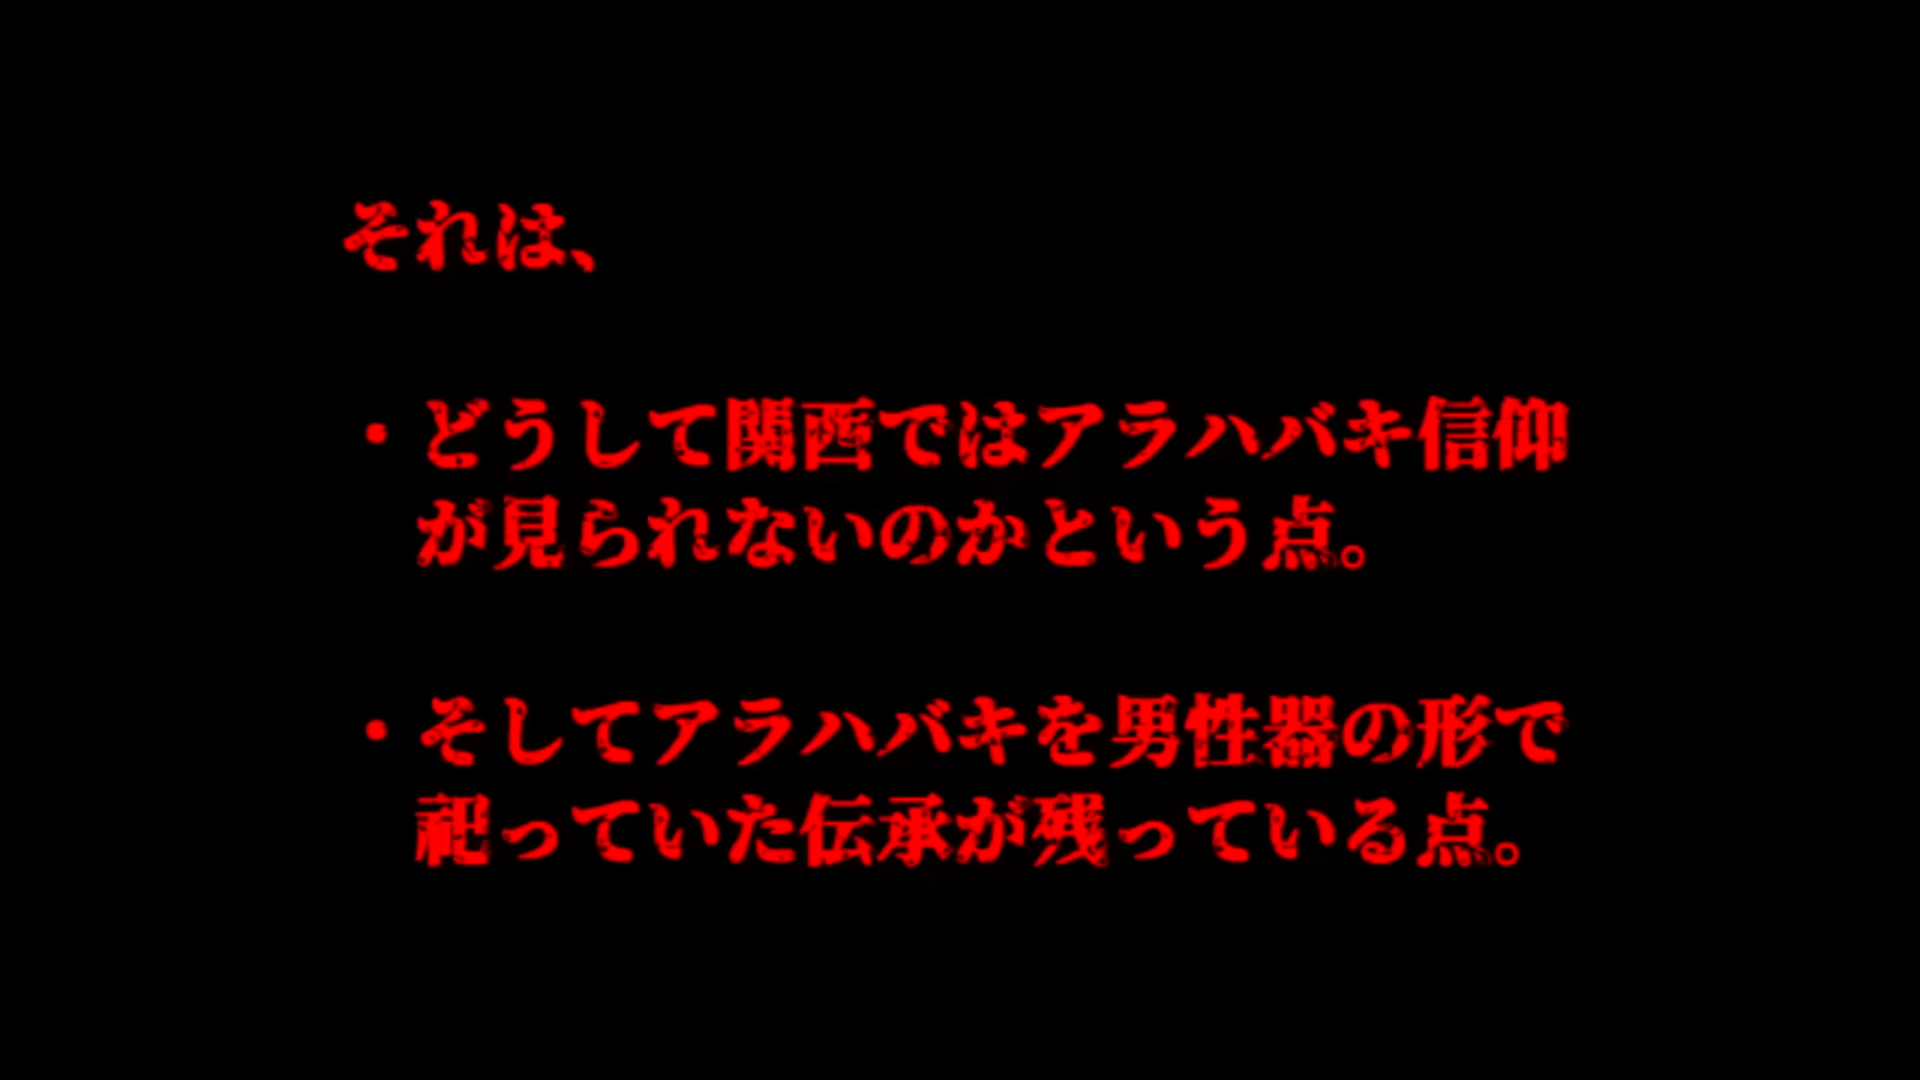 それは、
・どうして関西ではアラハバキ信仰
が見られないのかという点。
・そしてアラハバキを男性器の形で
祀っていた伝承が残っている点。